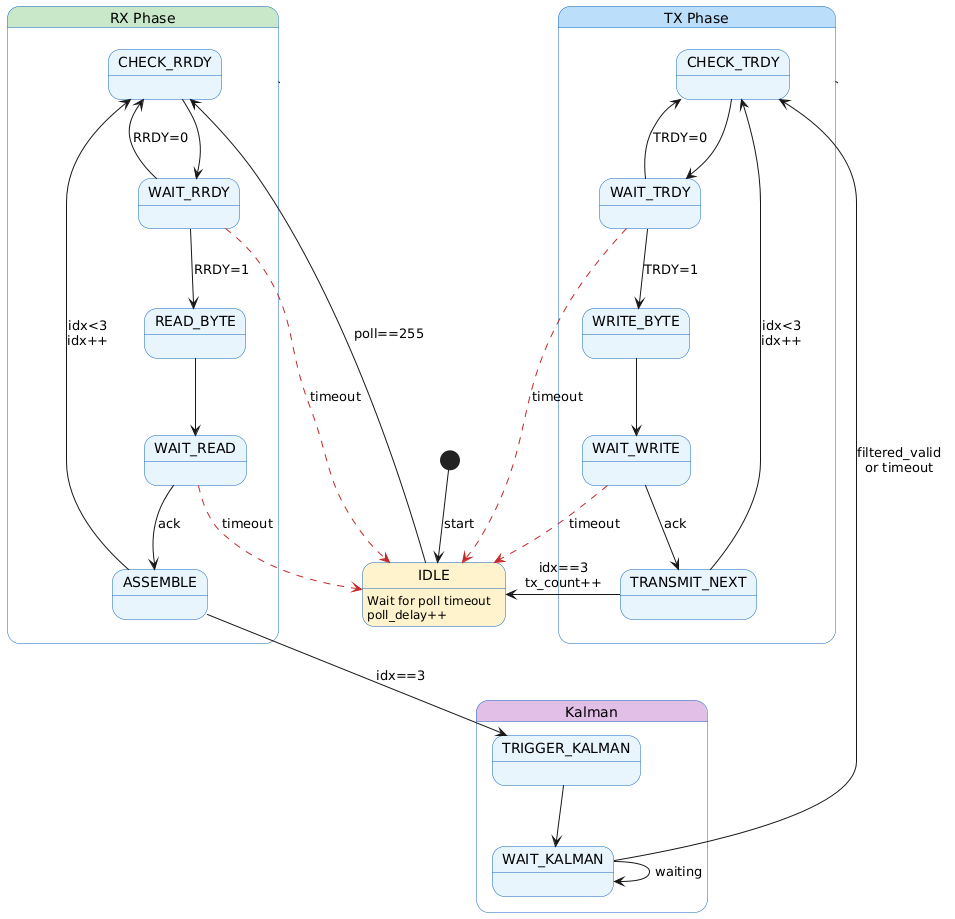 RX Phase
TX Phase
CHECK_RRDY
CHECK_TRDY
RRDY=0
TRDY=0
WAIT_RRDY
WAIT_TRDY
RRDY=1
TRDY=1
READ_BYTE
WRITE_BYTE
idx<3
idx++
poll==255
idx<3
idx++
timeout
timeout
WAIT_READ
WAIT_WRITE
filtered_valid
or timeout
ack
timeout
start
timeout
ack
ASSEMBLE
IDLE
Wait for poll timeout
poll_delay++
idx==3
tx_count++
TRANSMIT_NEXT
idx==3
Kalman
TRIGGER_KALMAN
WAIT_KALMAN
waiting